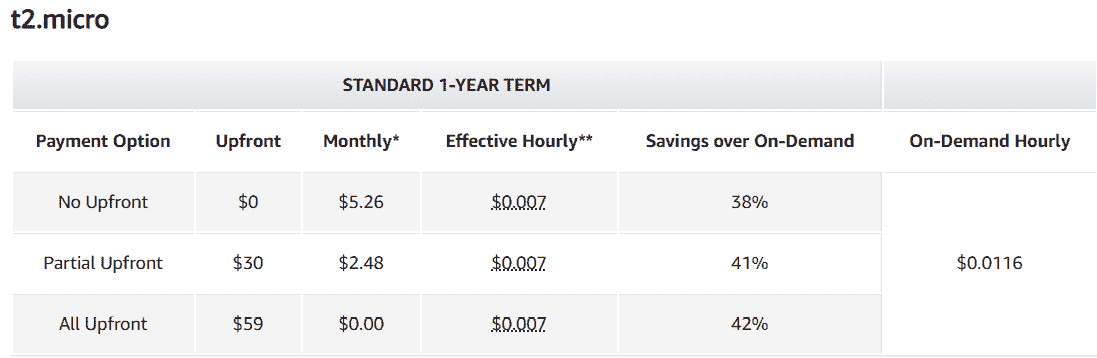 t2.micro
STANDARD 1-YEAR TERM
Payment Option Upfront Monthly* Effective Hourly** Savings over On-Demand On-Demand Hourly
No Upfront $0 $5.26 $0.007 38%
Partial Upfront $30 $2.48 $0.007 41% $0.0116
All Upfront $59 $0.00 $0.007 42%